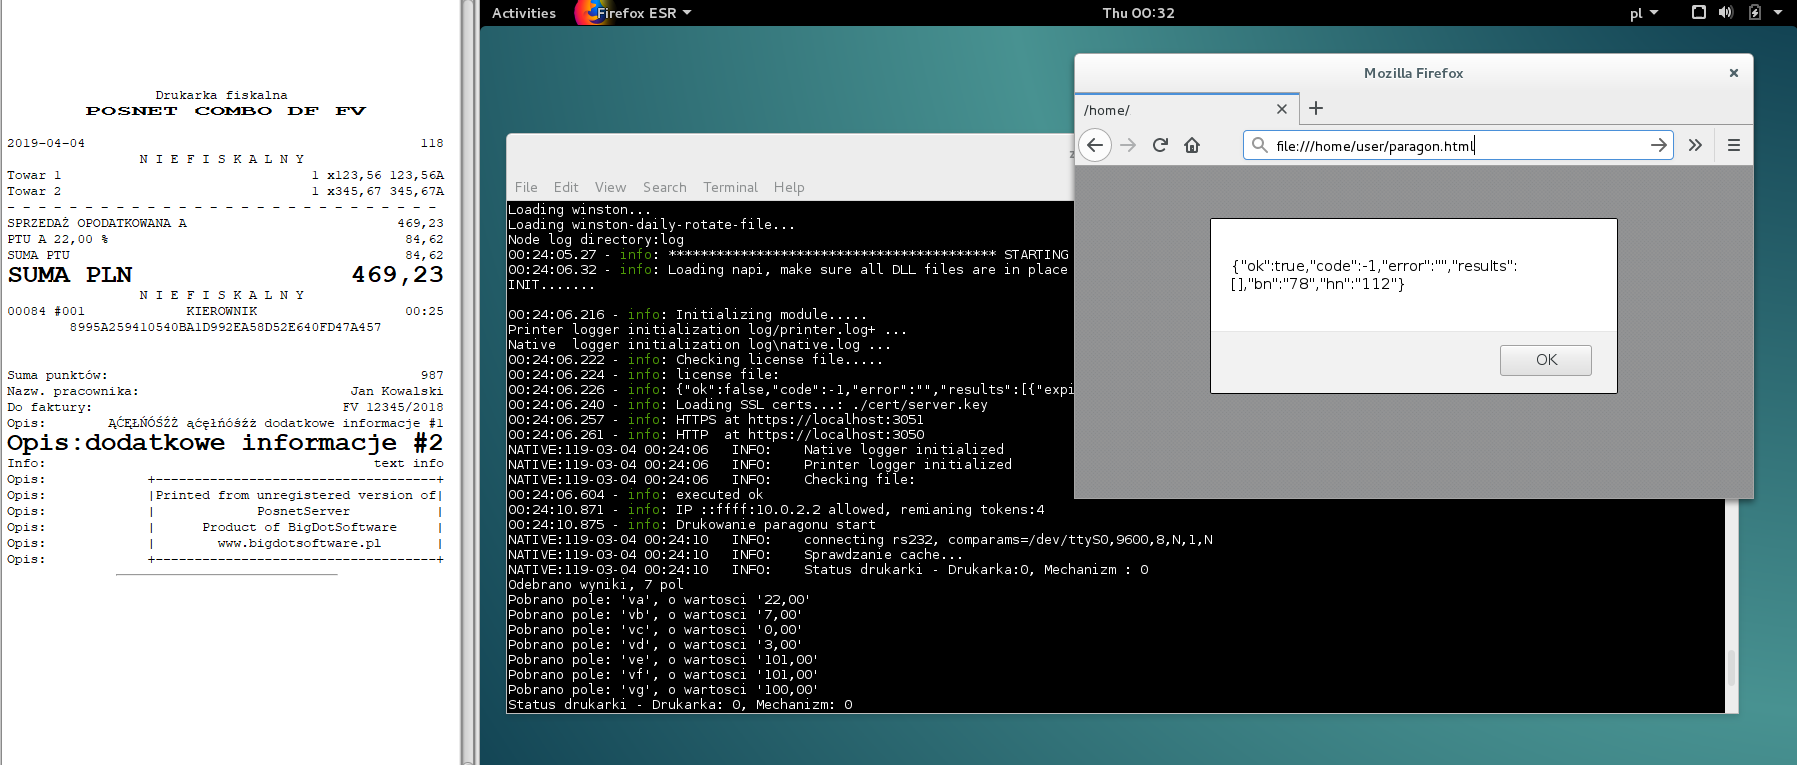 Drukarka fiskalna
POSNET COMBO DF FV
2019-04-04 118
N I E F I S K A L N Y
Towar 1 1 x123,56 123,56A
Towar 2 1 x345,67 345,67A
- - - - - - - - - - - - - - - - - - - - - - - - - - - -
SPRZEDAŻ OPODATKOWANA A 469,23
PTU A 22,00 % 84,62
SUMA PTU 84,62
SUMA PLN 469,23
N I E F I S K A L N Y
00084 #001 KIEROWNIK 00:25
8995A259410540BA1D992EA58D52E640FD47A457
Suma punktów: 987
Nazw. pracownika: Jan Kowalski
Do faktury: FV 12345/2018
Opis: ĄĆĘŁŃÓŚŹŻ ąćęłńóśźż dodatkowe informacje #1
Opis:dodatkowe informacje #2
Info: text info
Opis: +------------------------------------+
Opis: |Printed from unregistered version of|
Opis: | PosnetServer |
Opis: | Product of BigDotSoftware |
Opis: | www.bigdotsoftware.pl |
Opis: +------------------------------------+
Activities Firefox ESR Thu 00:32 pl
File Edit View Search Terminal Help
Loading winston...
Loading winston-daily-rotate-file...
Node log directory:log
00:24:05.27 - info: ***************************************** STARTING
00:24:06.32 - info: Loading napi, make sure all DLL files are in place
INIT.......
00:24:06.216 - info: Initializing module.....
Printer logger initialization log/printer.log+ ...
Native  logger initialization log\native.log ...
00:24:06.222 - info: Checking license file.....
00:24:06.224 - info: license file:
00:24:06.226 - info: {"ok":false,"code":-1,"error":"","results":[{"expi
00:24:06.240 - info: Loading SSL certs...: ./cert/server.key
00:24:06.257 - info: HTTPS at https://localhost:3051
00:24:06.261 - info: HTTP  at https://localhost:3050
NATIVE:119-03-04 00:24:06 INFO: Native logger initialized
NATIVE:119-03-04 00:24:06 INFO: Printer logger initialized
NATIVE:119-03-04 00:24:06 INFO: Checking file:
00:24:06.604 - info: executed ok
00:24:10.871 - info: IP ::ffff:10.0.2.2 allowed, remianing tokens:4
00:24:10.875 - info: Drukowanie paragonu start
NATIVE:119-03-04 00:24:10 INFO: connecting rs232, comparams=/dev/ttyS0,9600,8,N,1,N
NATIVE:119-03-04 00:24:10 INFO: Sprawdzanie cache...
NATIVE:119-03-04 00:24:10 INFO: Status drukarki - Drukarka:0, Mechanizm : 0
Odebrano wyniki, 7 pol
Pobrano pole: 'va', o wartosci '22,00'
Pobrano pole: 'vb', o wartosci '7,00'
Pobrano pole: 'vc', o wartosci '0,00'
Pobrano pole: 'vd', o wartosci '3,00'
Pobrano pole: 've', o wartosci '101,00'
Pobrano pole: 'vf', o wartosci '101,00'
Pobrano pole: 'vg', o wartosci '100,00'
Status drukarki - Drukarka: 0, Mechanizm: 0
Mozilla Firefox
/home/
file:///home/user/paragon.html
{"ok":true,"code":-1,"error":"","results":
[],"bn":"78","hn":"112"}
OK